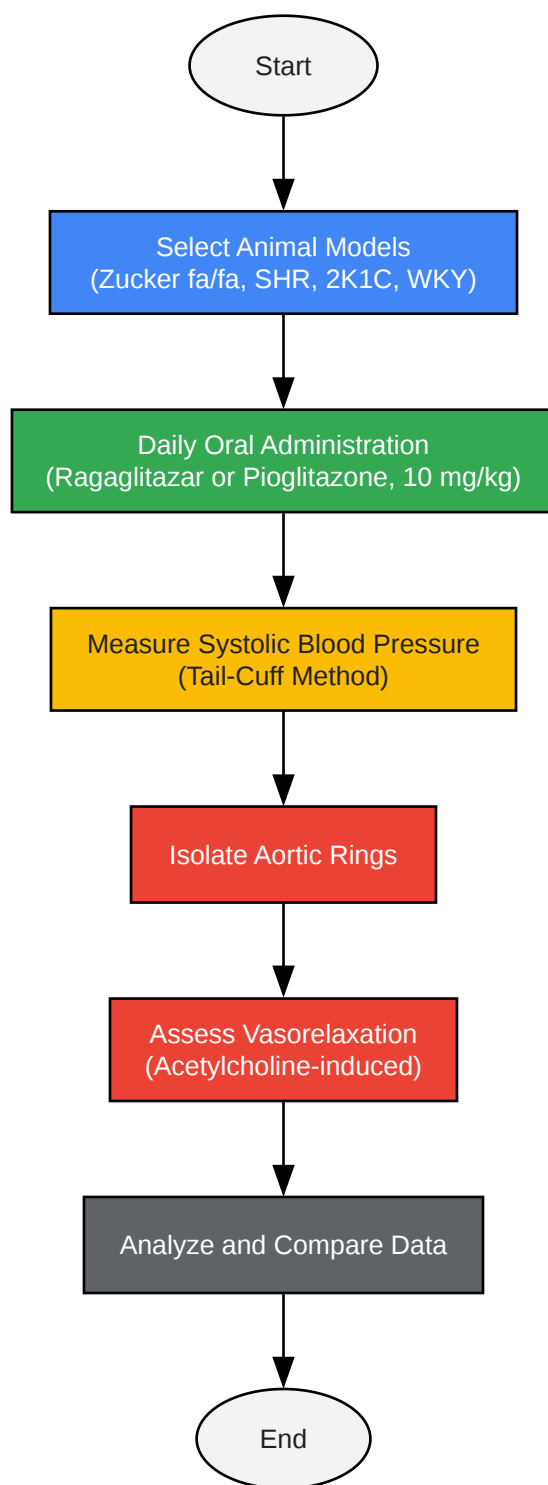 Start
Select Animal Models
(Zucker fa/fa, SHR, 2K1C, WKY)
Daily Oral Administration
(Ragaglitazar or Pioglitazone, 10 mg/kg)
Measure Systolic Blood Pressure
(Tail-Cuff Method)
Isolate Aortic Rings
Assess Vasorelaxation
(Acetylcholine-induced)
Analyze and Compare Data
End